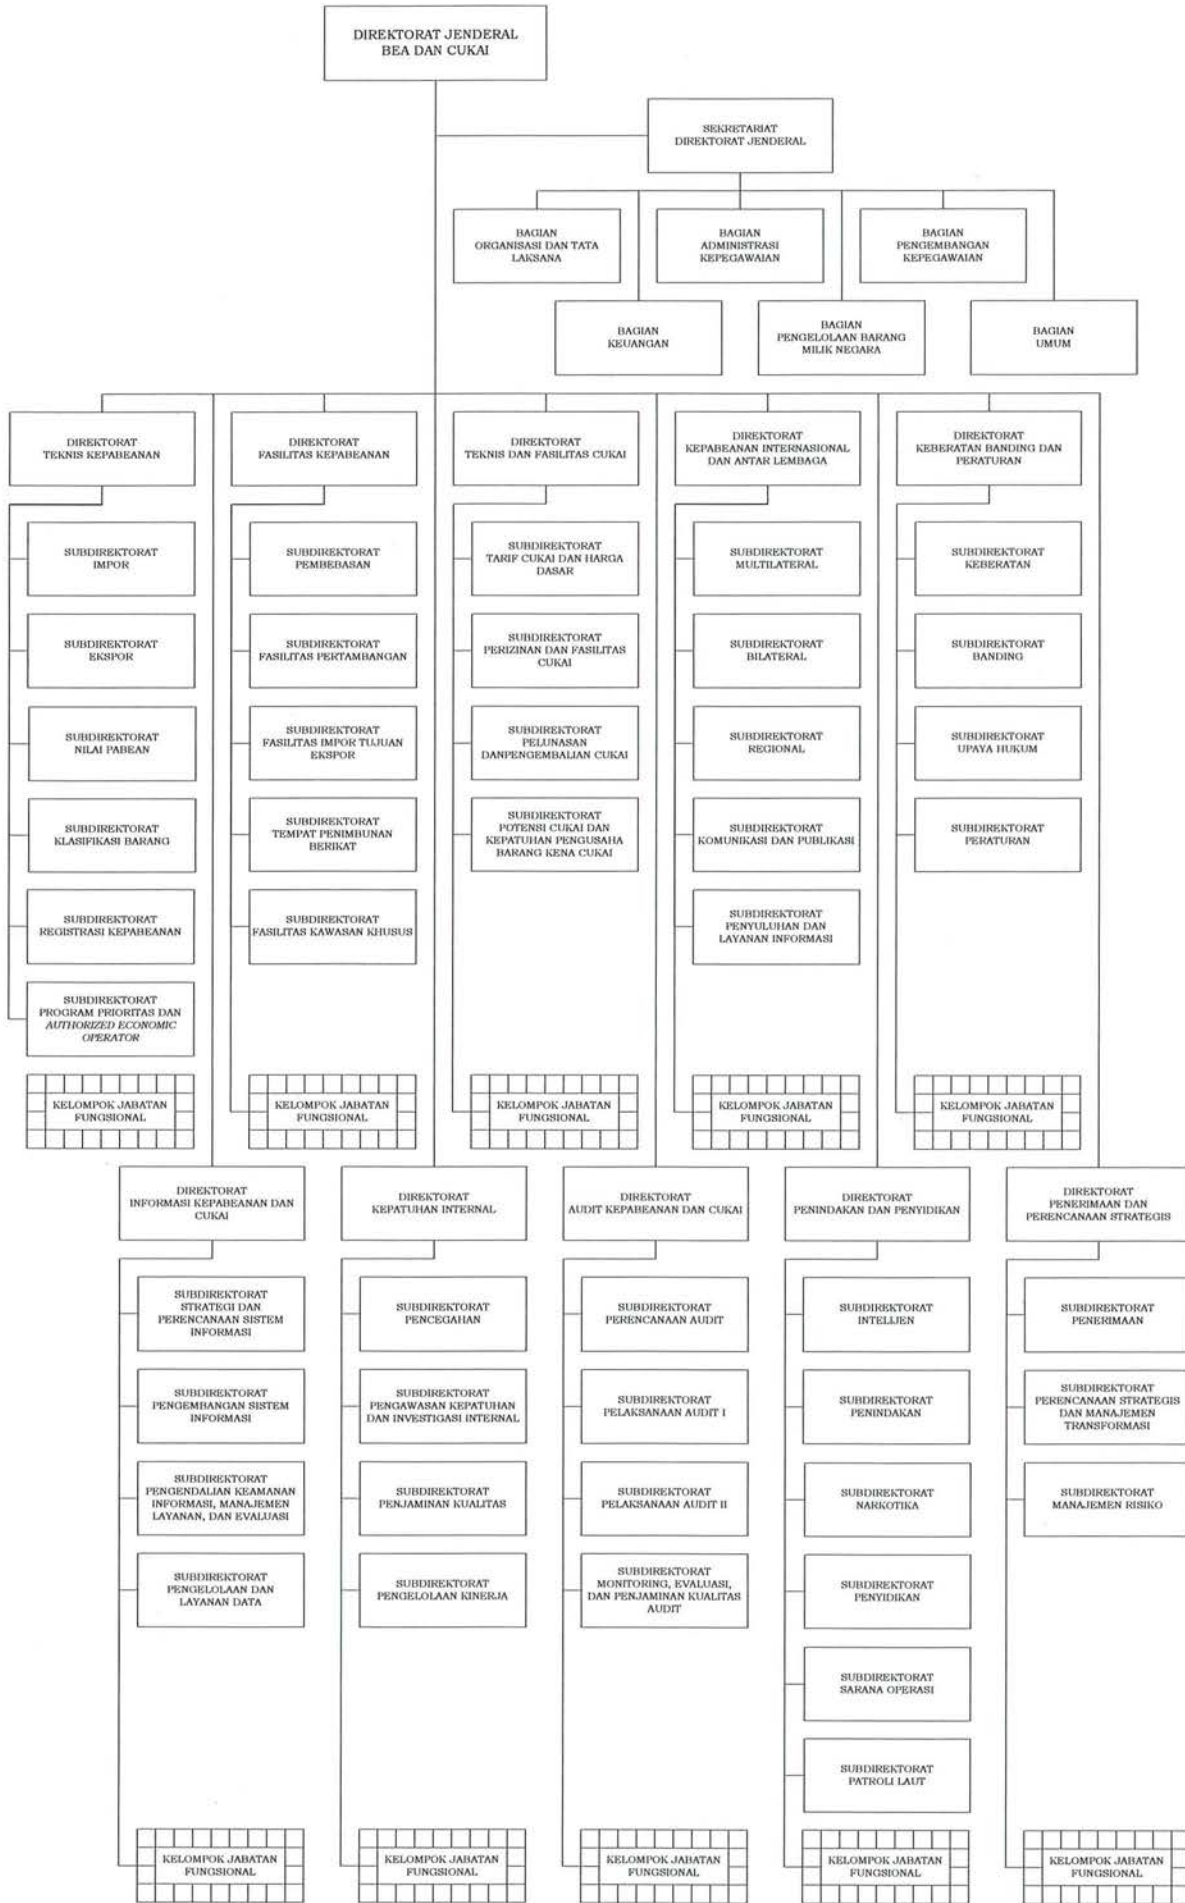 DIREKTORAT JENDERAL
BEA DAN CUKAI
SEKRETARIAT
DIREKTORAT JENDERAL
BAGIAN
ORGANISASI DAN TATA
LAKSANA
BAGIAN
ADMINISTRASI
KEPEGAWAIAN
BAGIAN
PENGEMBANGAN
KEPEGAWAIAN
BAGIAN
KEUANGAN
BAGIAN
PENGELOLAAN BARANG
MILIK NEGARA
BAGIAN
UMUM
DIREKTORAT
TEKNIS KEPABEANAN
SUBDIREKTORAT
IMPOR
SUBDIREKTORAT
EKSPOR
SUBDIREKTORAT
NILAI PABEAN
SUBDIREKTORAT
KLASIFIKASI BARANG
SUBDIREKTORAT
REGISTRASI KEPABEANAN
SUBDIREKTORAT
PROGRAM PRIORITAS DAN
AUTHORIZED ECONOMIC
OPERATOR
KELOMPOK JABATAN
FUNGSIONAL
DIREKTORAT
FASILITAS KEPABEANAN
SUBDIREKTORAT
PEMBEBASAN
SUBDIREKTORAT
FASILITAS PERTAMBANGAN
SUBDIREKTORAT
FASILITAS IMPOR TUJUAN
EKSPOR
SUBDIREKTORAT
TEMPAT PENIMBUNAN
BERIKAT
SUBDIREKTORAT
FASILITAS KAWASAN KHUSUS
KELOMPOK JABATAN
FUNGSIONAL
DIREKTORAT
TEKNIS DAN FASILITAS CUKAI
SUBDIREKTORAT
TARIF CUKAI DAN HARGA
DASAR
SUBDIREKTORAT
PERIZINAN DAN FASILITAS
CUKAI
SUBDIREKTORAT
PELUNASAN
DANPENGEMBALIAN CUKAI
SUBDIREKTORAT
POTENSI CUKAI DAN
KEPATUHAN PENGUSAHA
BARANG KENA CUKAI
KELOMPOK JABATAN
FUNGSIONAL
DIREKTORAT
KEPABEANAN INTERNASIONAL
DAN ANTAR LEMBAGA
SUBDIREKTORAT
MULTILATERAL
SUBDIREKTORAT
BILATERAL
SUBDIREKTORAT
REGIONAL
SUBDIREKTORAT
KOMUNIKASI DAN PUBLIKASI
SUBDIREKTORAT
PENYULUHAN DAN
LAYANAN INFORMASI
KELOMPOK JABATAN
FUNGSIONAL
DIREKTORAT
KEBERATAN BANDING DAN
PERATURAN
SUBDIREKTORAT
KEBERATAN
SUBDIREKTORAT
BANDING
SUBDIREKTORAT
UPAYA HUKUM
SUBDIREKTORAT
PERATURAN
KELOMPOK JABATAN
FUNGSIONAL
DIREKTORAT
INFORMASI KEPABEANAN DAN
CUKAI
SUBDIREKTORAT
STRATEGI DAN
PERENCANAAN SISTEM
INFORMASI
SUBDIREKTORAT
PENGEMBANGAN SISTEM
INFORMASI
SUBDIREKTORAT
PENGENDALIAN KEAMANAN
INFORMASI, MANAJEMEN
LAYANAN, DAN EVALUASI
SUBDIREKTORAT
PENGELOLAAN DAN
LAYANAN DATA
KELOMPOK JABATAN
FUNGSIONAL
DIREKTORAT
KEPATUHAN INTERNAL
SUBDIREKTORAT
PENCEGAHAN
SUBDIREKTORAT
PENGAWASAN KEPATUHAN
DAN INVESTIGASI INTERNAL
SUBDIREKTORAT
PENJAMINAN KUALITAS
SUBDIREKTORAT
PENGELOLAAN KINERJA
KELOMPOK JABATAN
FUNGSIONAL
DIREKTORAT
AUDIT KEPABEANAN DAN CUKAI
SUBDIREKTORAT
PERENCANAAN AUDIT
SUBDIREKTORAT
PELAKSANAAN AUDIT I
SUBDIREKTORAT
PELAKSANAAN AUDIT II
SUBDIREKTORAT
MONITORING, EVALUASI,
DAN PENJAMINAN KUALITAS
AUDIT
KELOMPOK JABATAN
FUNGSIONAL
DIREKTORAT
PENINDAKAN DAN PENYIDIKAN
SUBDIREKTORAT
INTELIJEN
SUBDIREKTORAT
PENINDAKAN
SUBDIREKTORAT
NARKOTIKA
SUBDIREKTORAT
PENYIDIKAN
SUBDIREKTORAT
SARANA OPERASI
SUBDIREKTORAT
PATROLI LAUT
KELOMPOK JABATAN
FUNGSIONAL
DIREKTORAT
PENERIMAAN DAN
PERENCANAAN STRATEGIS
SUBDIREKTORAT
PENERIMAAN
SUBDIREKTORAT
PERENCANAAN STRATEGIS
DAN MANAJEMEN
TRANSFORMASI
SUBDIREKTORAT
MANAJEMEN RISIKO
KELOMPOK JABATAN
FUNGSIONAL